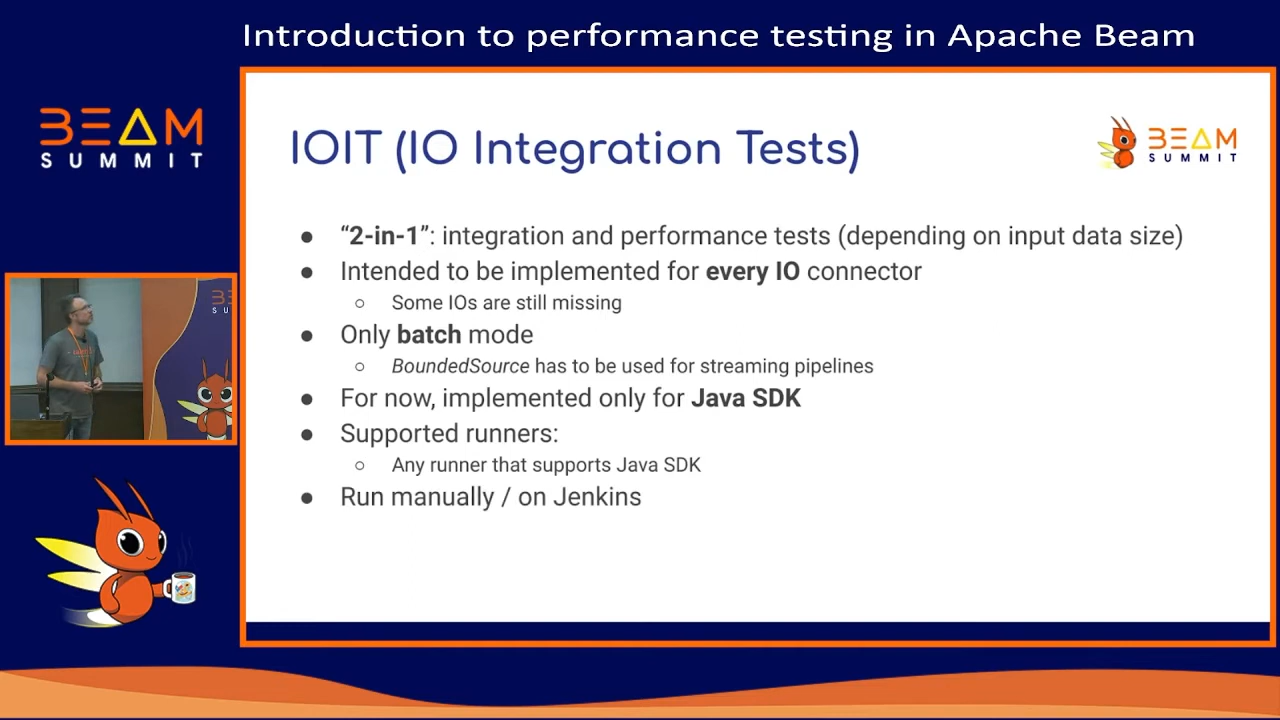 Introduction to performance testing in Apache Beam
BEAM
SUMMIT
IOIT (IO Integration Tests)
BEAM
SUMMIT
● “2-in-1”: integration and performance tests (depending on input data size)
● Intended to be implemented for every IO connector
○ Some IOs are still missing
● Only batch mode
○ BoundedSource has to be used for streaming pipelines
● For now, implemented only for Java SDK
● Supported runners:
○ Any runner that supports Java SDK
● Run manually / on Jenkins